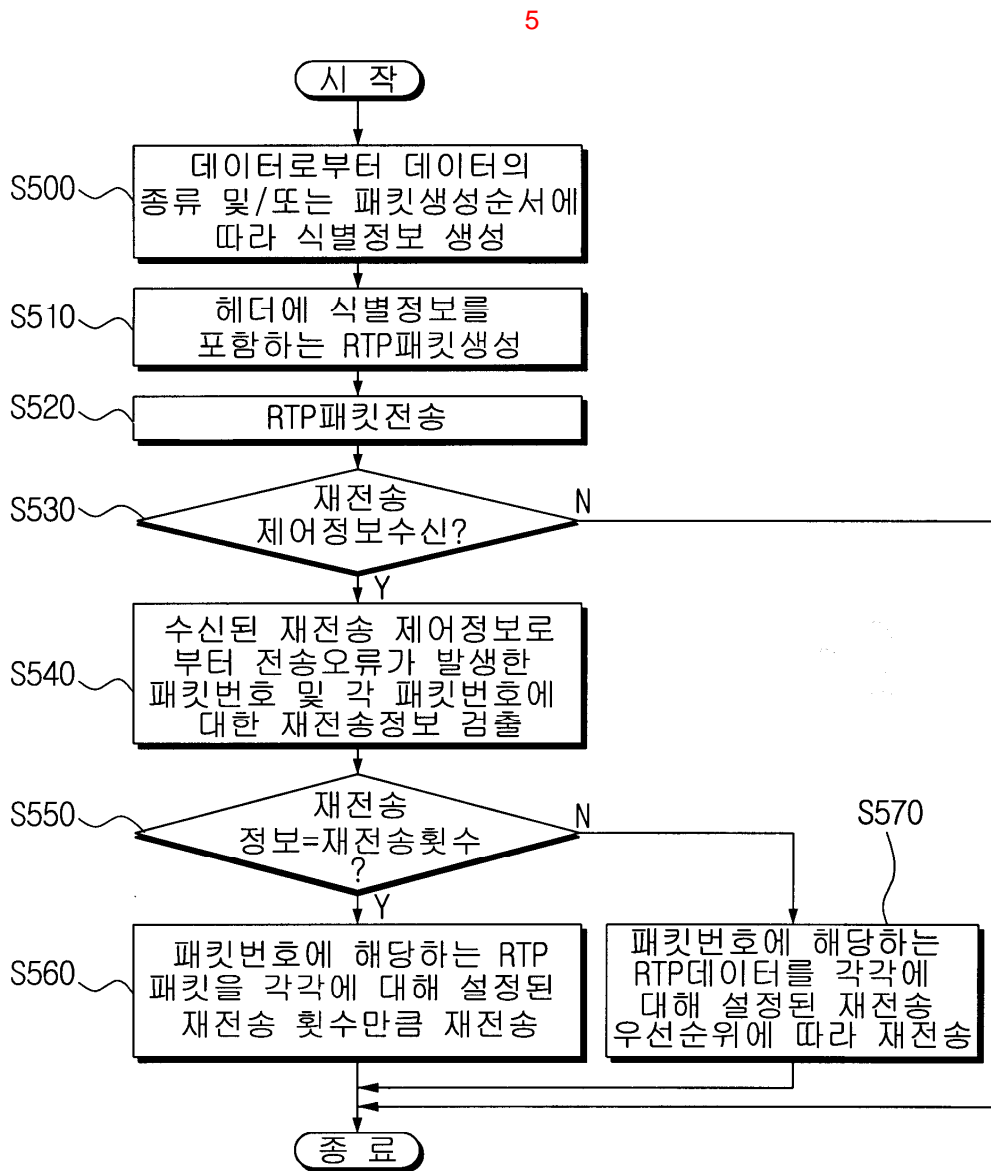 5
시 작
S500
데이터로부터 데이터의
종류 및/또는 패킷생성순서에
따라 식별정보 생성
S510
헤더에 식별정보를
포함하는 RTP패킷생성
S520
RTP패킷전송
S530
재전송
제어정보수신?
N
Y
S540
수신된 재전송 제어정보로
부터 전송오류가 발생한
패킷번호 및 각 패킷번호에
대한 재전송정보 검출
S550
재전송
정보=재전송횟수
?
N
Y
S560
패킷번호에 해당하는 RTP
패킷을 각각에 대해 설정된
재전송 횟수만큼 재전송
S570
패킷번호에 해당하는
RTP데이터를 각각에
대해 설정된 재전송
우선순위에 따라 재전송
종 료